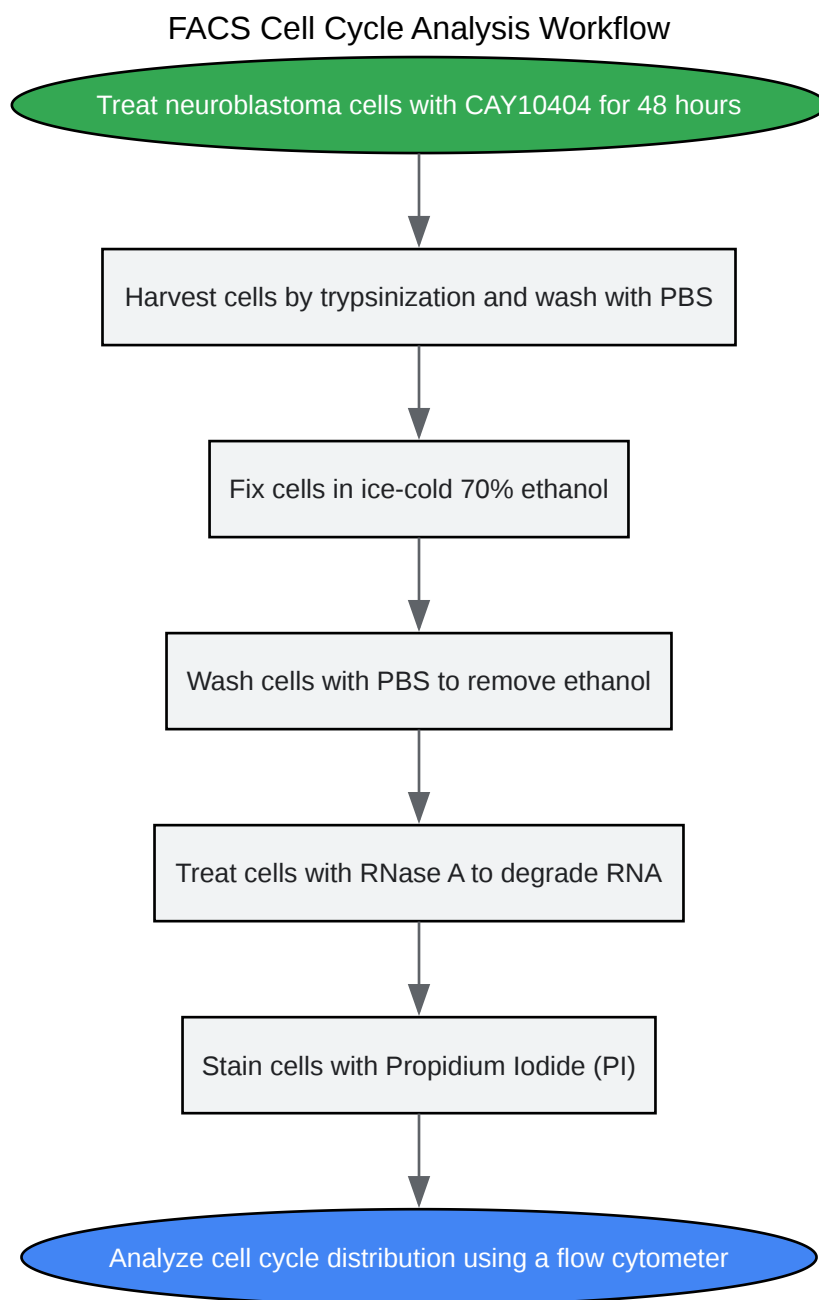 FACS Cell Cycle Analysis Workflow
Treat neuroblastoma cells with CAY10404 for 48 hours
Harvest cells by trypsinization and wash with PBS
Fix cells in ice-cold 70% ethanol
Wash cells with PBS to remove ethanol
Treat cells with RNase A to degrade RNA
Stain cells with Propidium Iodide (PI)
Analyze cell cycle distribution using a flow cytometer